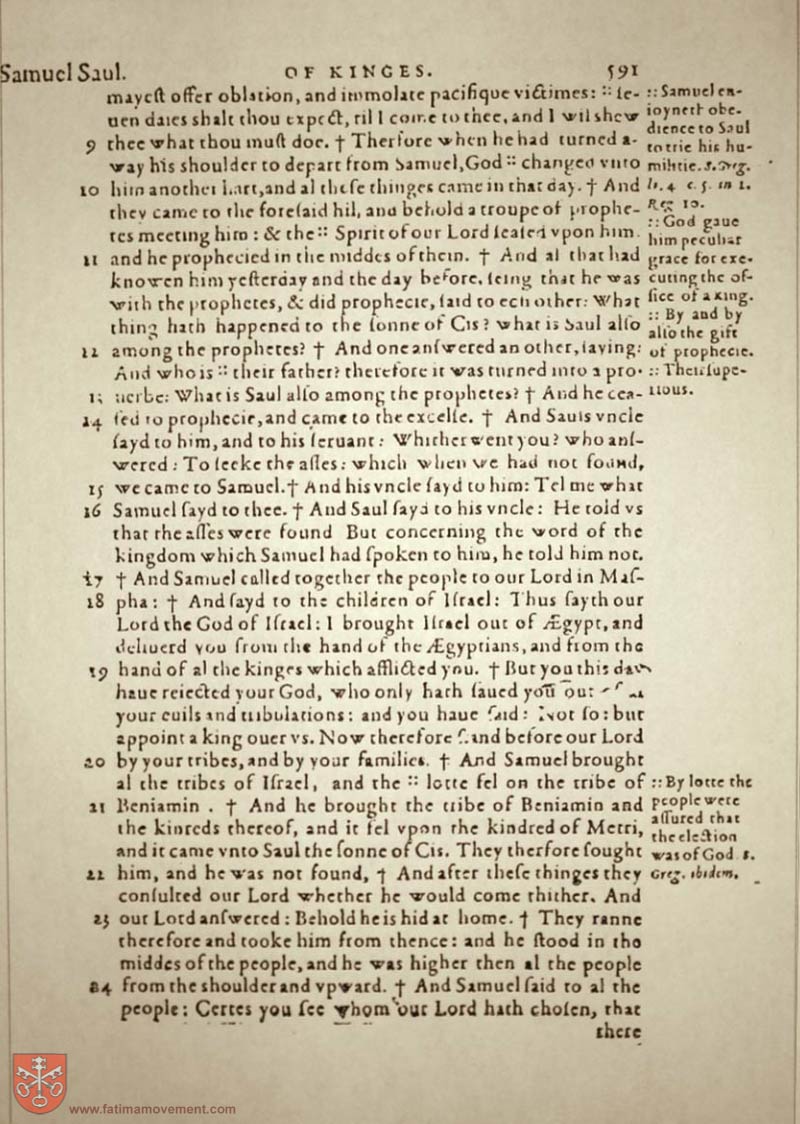 Samuel Saul. OF KINGES. 591
mayeſt offer oblation, and immolate pacifique victimes: :: ſe-
uen daies shalt thou expect, til I come to thee, and I wil shew
9 thee what thou muſt doe. † Therfore when he had turned a-
way his shoulder to depart from Samuel, God :: changed vnto
10 him another hart, and al theſe thinges came in that day. † And
they came to the foreſaid hil, and behold a troupe of prophe-
tes meeting him: & the :: Spirit of our Lord ſeaſed vpon him.
11 and he prophecied in the middes of them. † And al that had
knowen him yeſterday and the day before, ſeing that he was
with the prophetes, & did prophecie, ſaid to ech other: What
thing hath happened to the ſonne of Cis? what is Saul alſo
12 among the prophetes? † And one anſwered an other, ſaying:
And who is :: their father? therefore it was turned into a pro-
13 uerbe: What is Saul alſo among the prophetes? † And he cea-
14 ſed to prophecie, and came to the excelſe. † And Sauls vncle
ſayd to him, and to his ſeruant: Whither went you? who anſ-
wered: To ſeeke the aſſes: which when we had not found,
15 we came to Samuel. † And his vncle ſayd to him: Tel me what
16 Samuel ſayd to thee. † And Saul ſayd to his vncle: He told vs
that the aſſes were found But concerning the word of the
kingdom which Samuel had ſpoken to him, he told him not.
17 † And Samuel called together the people to our Lord in Maſ-
18 pha: † And ſayd to the children of Iſrael: Thus ſayth our
Lord the God of Iſrael: I brought Iſrael out of Ægypt, and
deliuerd you from the hand of the Ægyptians, and from the
19 hand of al the kinges which afflicted you. † But you this day
haue reiected your God, who only hath ſaued you out
your euils and tribulations: and you haue ſaid: Not ſo: but
appoint a king ouer vs. Now therefore ſtand before our Lord
20 by your tribes, and by your families. † And Samuel brought
al the tribes of Iſrael, and the :: lotte fel on the tribe of
21 Beniamin. † And he brought the tribe of Beniamin and
the kinreds thereof, and it fel vpon the kindred of Metri,
and it came vnto Saul the ſonne of Cis. They therfore ſought
22 him, and he was not found, † And after theſe thinges they
conſulted our Lord whether he would come thither. And
23 our Lord anſwered: Behold he is hid at home. † They ranne
therefore and tooke him from thence: and he ſtood in the
middes of the people, and he was higher then al the people
24 from the shoulder and vpward. † And Samuel ſaid to al the
people: Certes you ſee whom our Lord hath choſen, that
there
:: Samuel en-
ioyneth obe-
dience to Saul
to trie his hu-
militie. S. Greg.
li. 4 c. 5. in 1.
Reg 10.
:: God gaue
him peculiar
grace for exe-
cuting the of-
fice of a king.
:: By and by
alſo the gift
of prophecie.
:: Their ſupe-
riour.
:: By lotte the
people were
aſſured that
the election
was of God S.
Greg. ibidem.
www.fatimamovement.com